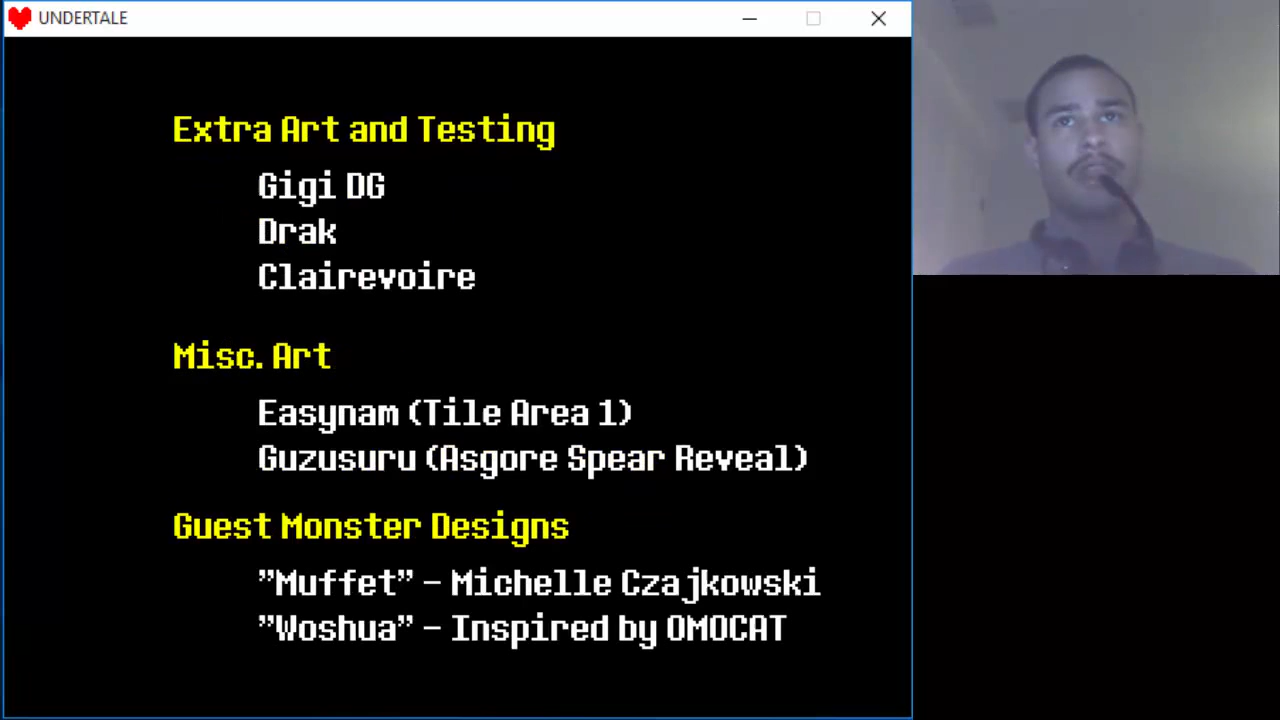 UNDERTALE
Extra Art and Testing
Gigi DG
Drak
Clairevoire
Misc. Art
Easynam (Tile Area 1)
Guzusuru (Asgore Spear Reveal)
Guest Monster Designs
"Muffet" - Michelle Czajkowski
"Woshua" - Inspired by OMOCAT